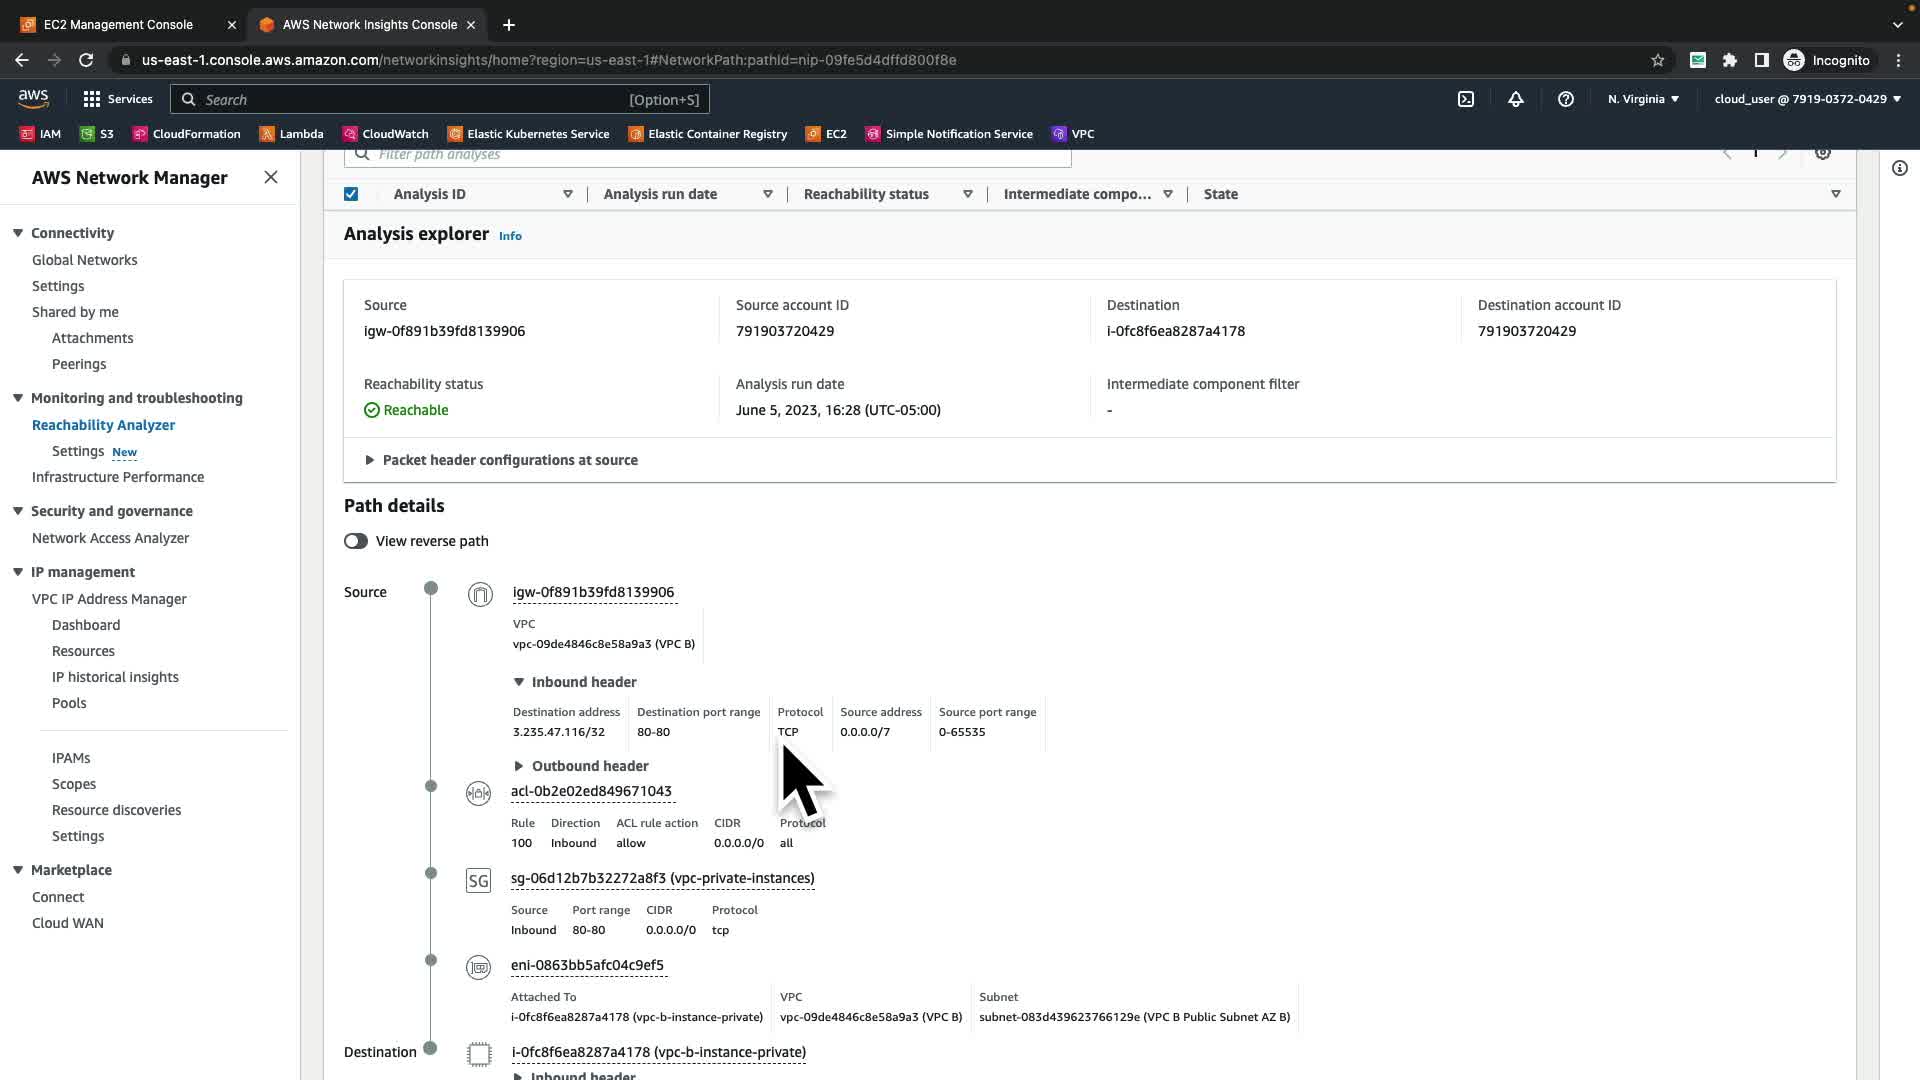 EC2 Management Console
AWS Network Insights Console
us-east-1.console.aws.amazon.com/networkinsights/home?region=us-east-1#NetworkPath:pathId=nip-09fe5d4dffd800f8e
Incognito
aws
Services
Search
[Option+S]
N. Virginia
cloud_user @ 7919-0372-0429
IAM
S3
CloudFormation
Lambda
CloudWatch
Elastic Kubernetes Service
Elastic Container Registry
EC2
Simple Notification Service
VPC
AWS Network Manager
Connectivity
Global Networks
Settings
Shared by me
Attachments
Peerings
Monitoring and troubleshooting
Reachability Analyzer
Settings New
Infrastructure Performance
Security and governance
Network Access Analyzer
IP management
VPC IP Address Manager
Dashboard
Resources
IP historical insights
Pools
IPAMs
Scopes
Resource discoveries
Settings
Marketplace
Connect
Cloud WAN
Filter path analyses
1
Analysis ID
Analysis run date
Reachability status
Intermediate compo...
State
Analysis explorer Info
Source
igw-0f891b39fd8139906
Source account ID
791903720429
Destination
i-0fc8f6ea8287a4178
Destination account ID
791903720429
Reachability status
Reachable
Analysis run date
June 5, 2023, 16:28 (UTC-05:00)
Intermediate component filter
-
Packet header configurations at source
Path details
View reverse path
Source
igw-0f891b39fd8139906
VPC
vpc-09de4846c8e58a9a3 (VPC B)
Inbound header
Destination address Destination port range Protocol Source address Source port range
3.235.47.116/32 80-80 TCP 0.0.0.0/7 0-65535
Outbound header
acl-0b2e02ed849671043
Rule Direction ACL rule action CIDR Protocol
100 Inbound allow 0.0.0.0/0 all
SG
sg-06d12b7b32272a8f3 (vpc-private-instances)
Source Port range CIDR Protocol
Inbound 80-80 0.0.0.0/0 tcp
eni-0863bb5afc04c9ef5
Attached To VPC Subnet
i-0fc8f6ea8287a4178 (vpc-b-instance-private) vpc-09de4846c8e58a9a3 (VPC B) subnet-083d439623766129e (VPC B Public Subnet AZ B)
Destination
i-0fc8f6ea8287a4178 (vpc-b-instance-private)
Inbound header